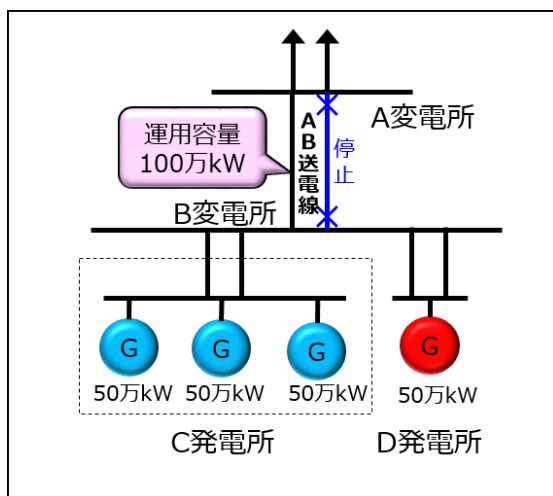 A変電所
運用容量
100万kW
AB送電線
停止
B変電所
G
G
G
G
50万kW
50万kW
50万kW
50万kW
C発電所
D発電所